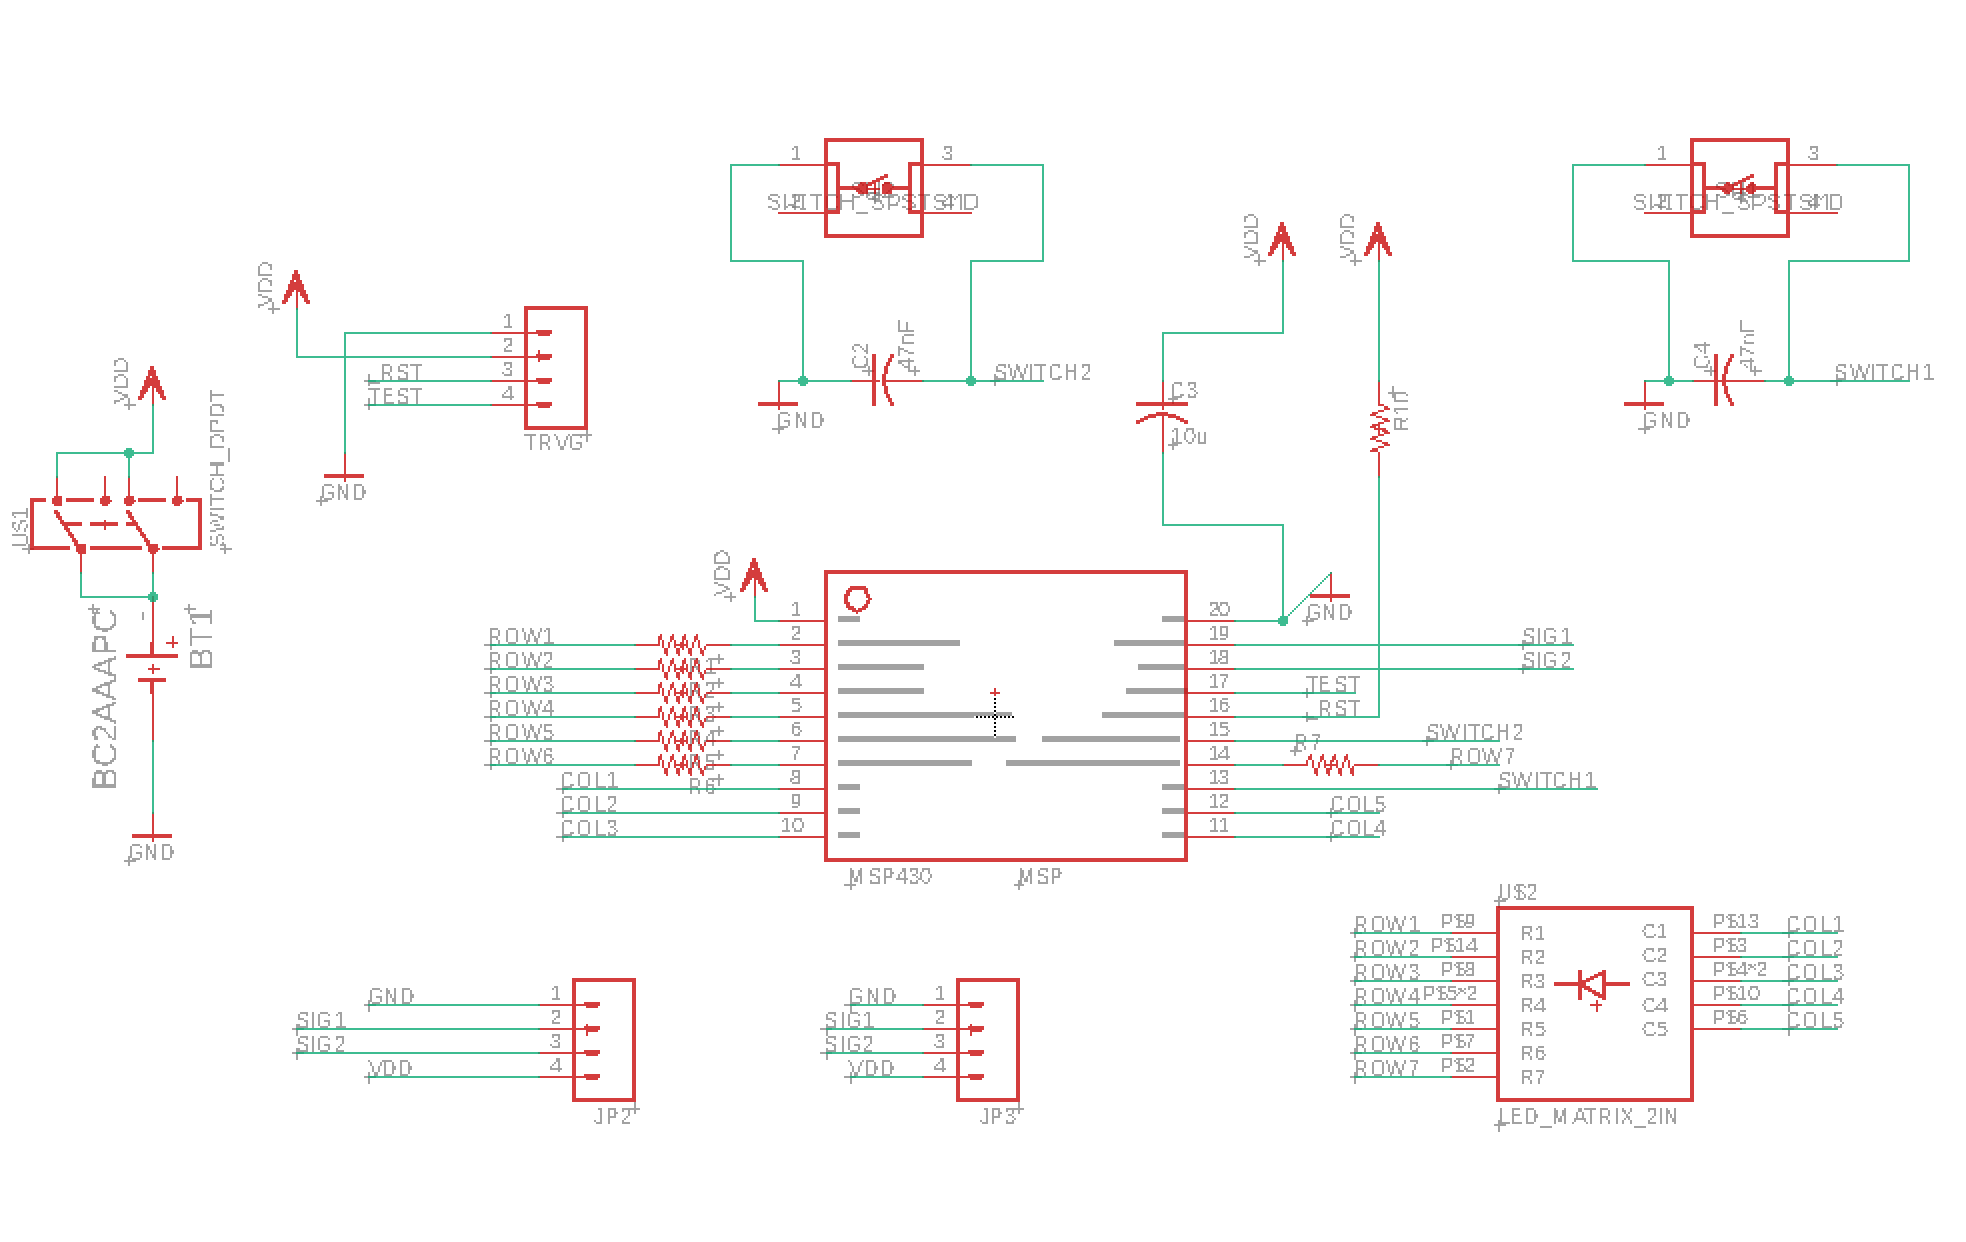 1
3
SWITCH_SPSTSMD
1
3
SWITCH_SPSTSMD
VDD
VDD
VDD
1
2
3
4
_RST
TEST
TRVG
GND
C2
47nF
SWITCH2
GND
C3
10u
R10
C4
47nF
SWITCH1
GND
VDD
US1
SWITCH_DPDT
BC2AAAPC
-
+
BT1
GND
VDD
1
2
3
4
5
6
7
8
9
10
ROW1
ROW2
ROW3
ROW4
ROW5
ROW6
COL1
COL2
COL3
R1
R2
R3
R4
R5
R6
20
19
18
17
16
15
14
13
12
11
GND
SIG1
SIG2
TEST
_RST
SWITCH2
R7
ROW7
SWITCH1
COL5
COL4
MSP430
MSP
GND
SIG1
SIG2
VDD
1
2
3
4
JP2
GND
SIG1
SIG2
VDD
1
2
3
4
JP3
U$2
ROW1
ROW2
ROW3
ROW4
ROW5
ROW6
ROW7
P$9
P$14
P$8
P$5*2
P$1
P$7
P$2
R1
R2
R3
R4
R5
R6
R7
C1
C2
C3
C4
C5
P$13
P$3
P$4*2
P$10
P$6
COL1
COL2
COL3
COL4
COL5
LED_MATRIX_2IN